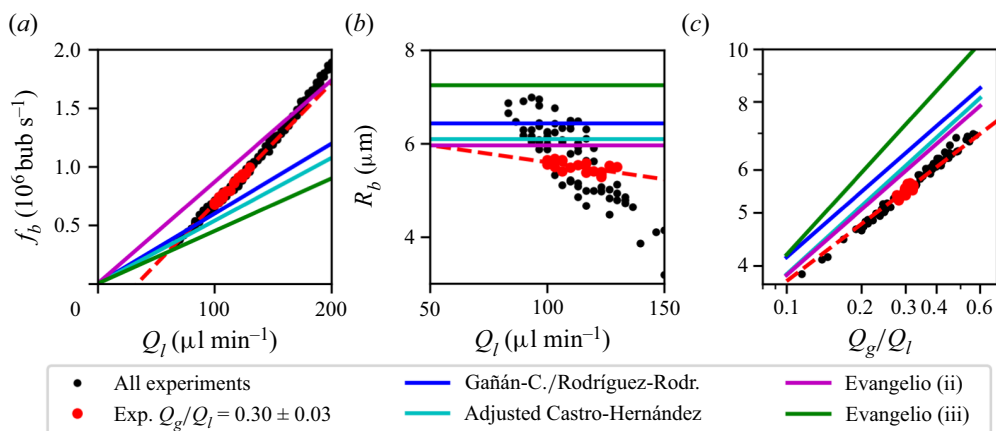 (a)
(b)
(c)
2.0
1.5
1.0
0.5
0
100
200
f_b (10⁶ bub s⁻¹)
Q_l (µl min⁻¹)
8
6
4
50
100
150
R_b (µm)
Q_l (µl min⁻¹)
10
8
6
5
4
0.1
0.2
0.3
0.4
0.6
Q_g/Q_l
All experiments
Gañán-C./Rodríguez-Rodr.
Evangelio (ii)
Exp. Q_g/Q_l = 0.30 ± 0.03
Adjusted Castro-Hernández
Evangelio (iii)